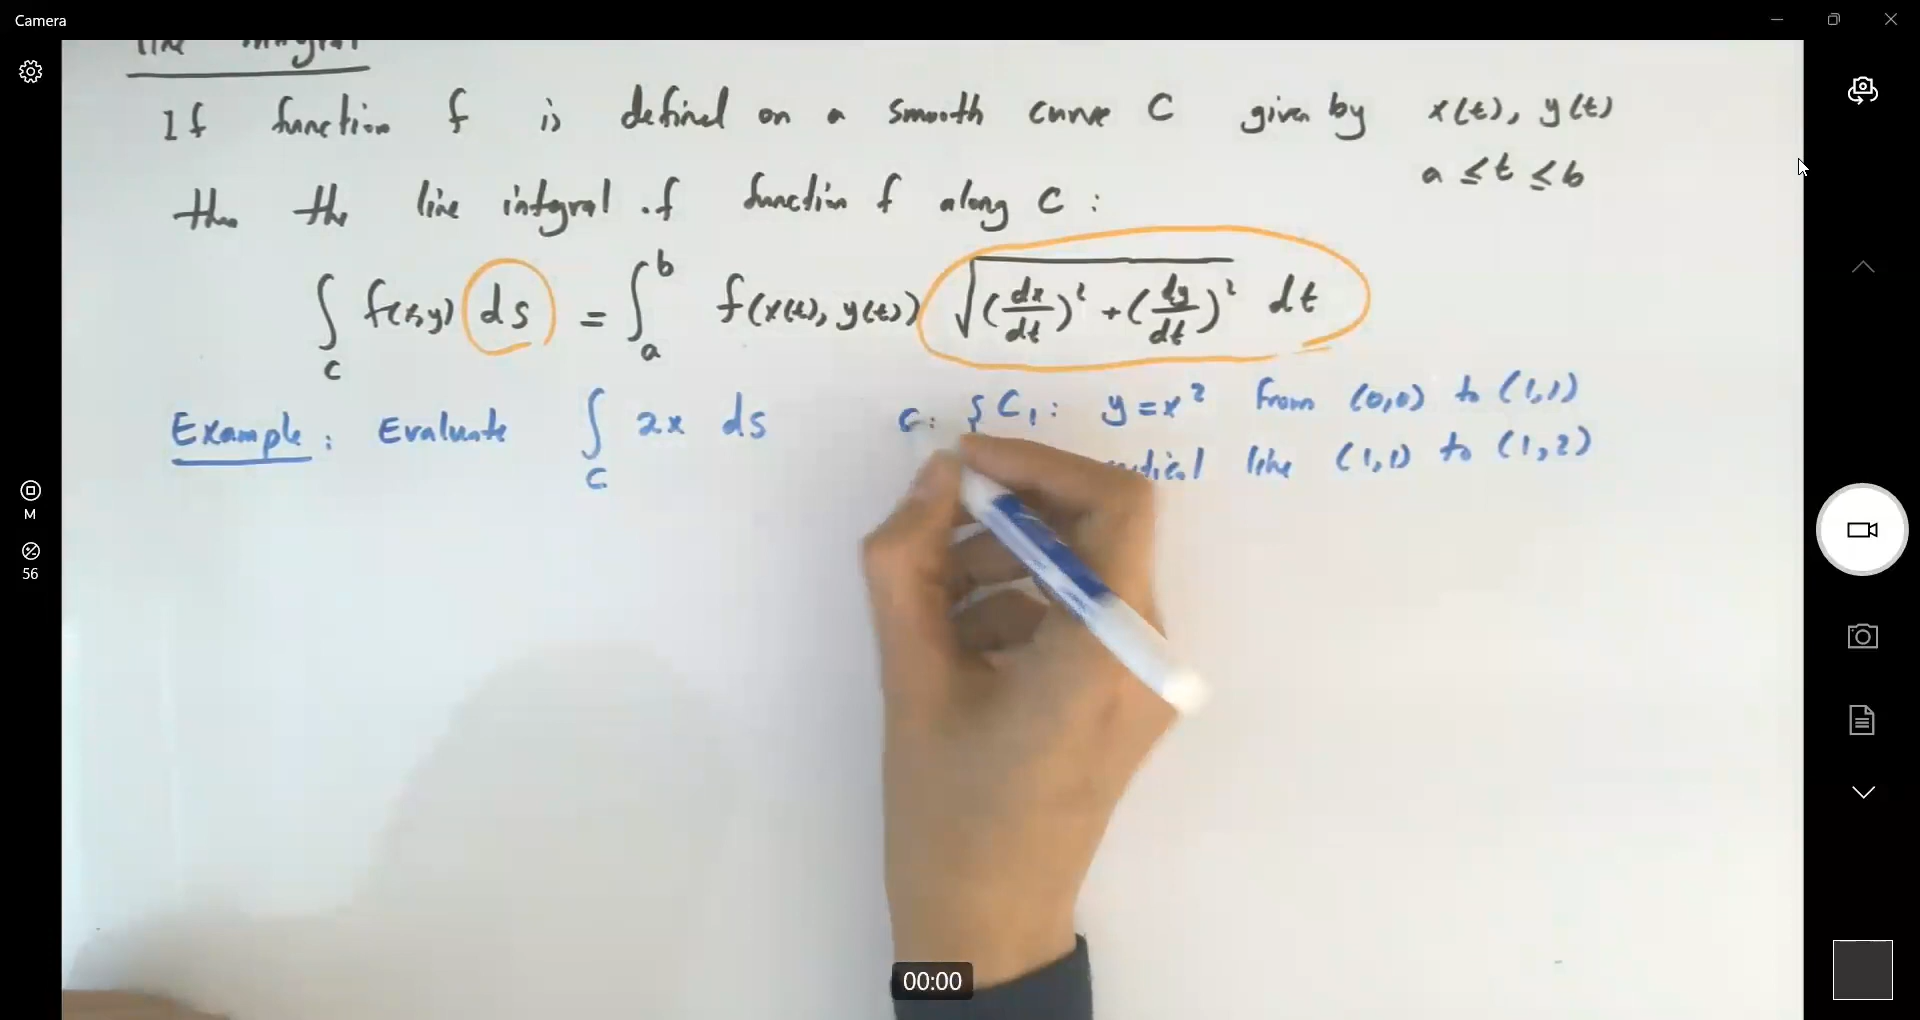 Camera
line integral
If function f is defined on a smooth curve C given by x(t), y(t)
a ≤ t ≤ b
then the line integral of function f along C :
∫_C f(x,y) ds = ∫_a^b f(x(t), y(t)) √((dx/dt)² + (dy/dt)²) dt
Example : Evaluate ∫_C 2x ds C: { C₁ : y = x² from (0,0) to (1,1)
line (1,1) to (1,2)
M
56
00:00